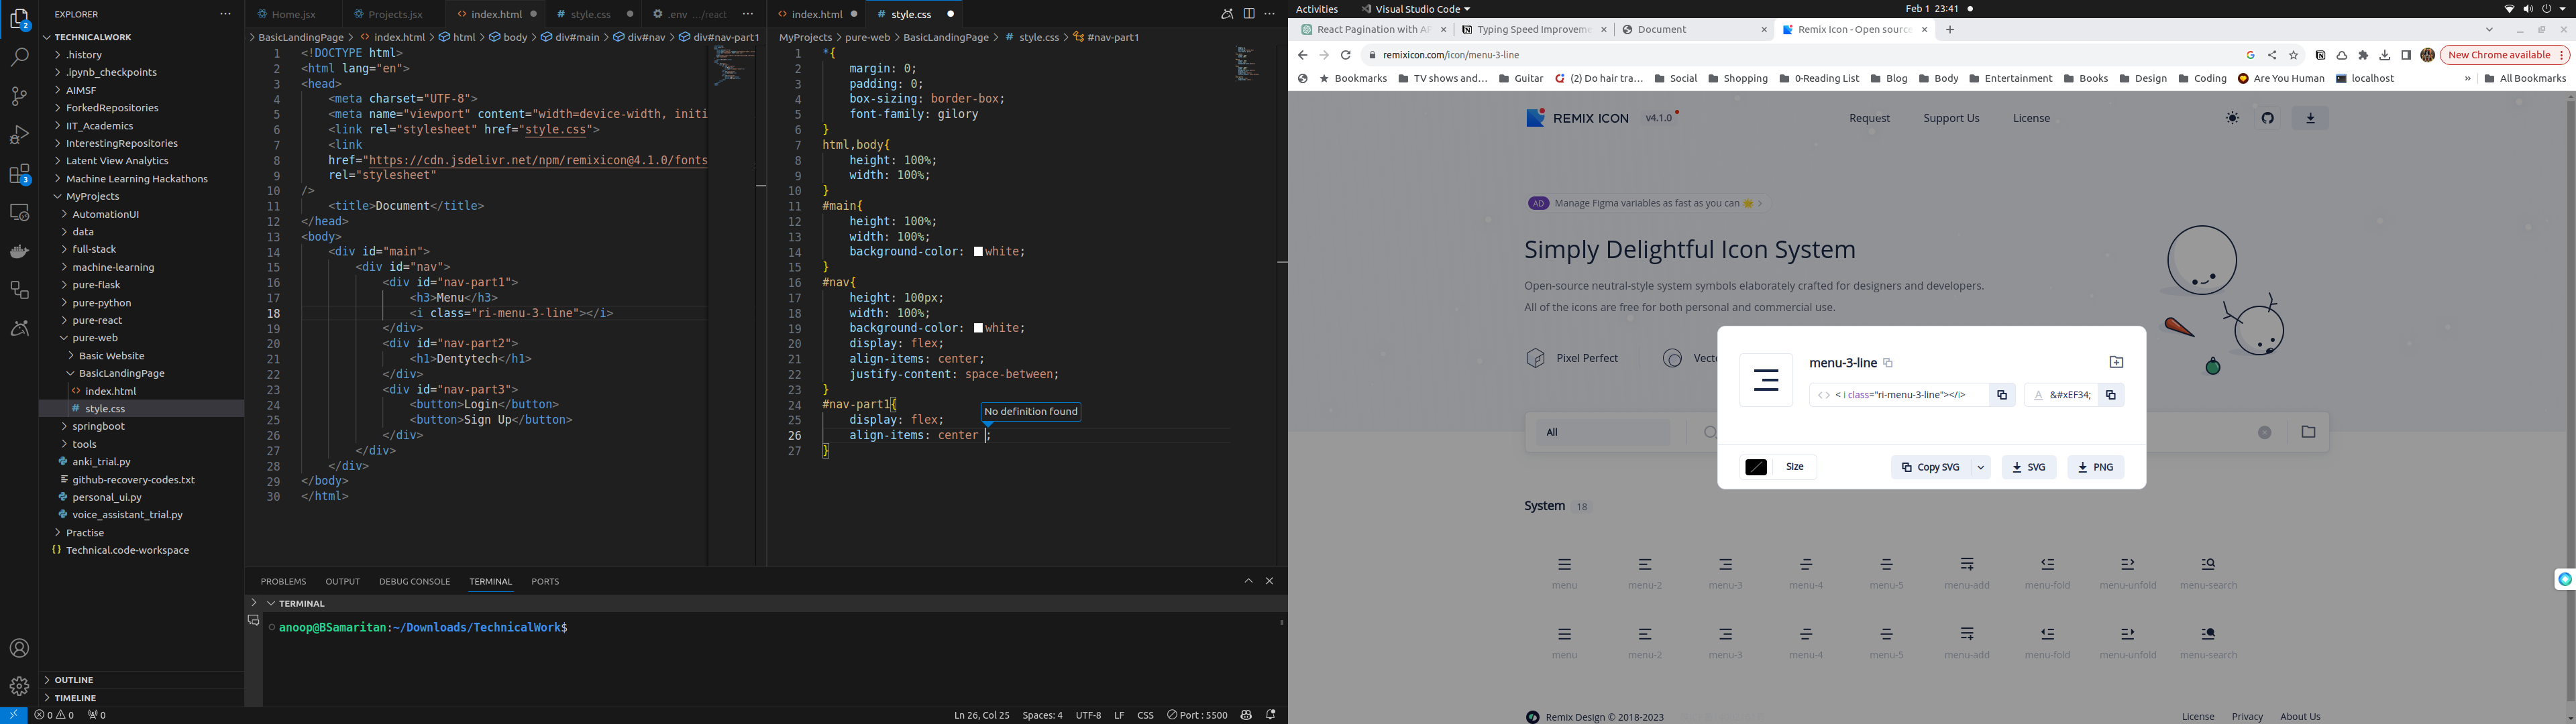 EXPLORER
TECHNICALWORK
.history
.ipynb_checkpoints
AIMSF
ForkedRepositories
IIT_Academics
InterestingRepositories
Latent View Analytics
Machine Learning Hackathons
MyProjects
AutomationUI
data
full-stack
machine-learning
pure-flask
pure-python
pure-react
pure-web
Basic Website
BasicLandingPage
index.html
style.css
springboot
tools
anki_trial.py
github-recovery-codes.txt
personal_ui.py
voice_assistant_trial.py
Practise
Technical.code-workspace
OUTLINE
TIMELINE
Home.jsx
Projects.jsx
index.html
style.css
.env .../react
BasicLandingPage > index.html > html > body > div#main > div#nav > div#nav-part1
1 <!DOCTYPE html>
2 <html lang="en">
3 <head>
4 <meta charset="UTF-8">
5 <meta name="viewport" content="width=device-width, initi
6 <link rel="stylesheet" href="style.css">
7 <link
8 href="https://cdn.jsdelivr.net/npm/remixicon@4.1.0/fonts
9 rel="stylesheet"
10 />
11 <title>Document</title>
12 </head>
13 <body>
14 <div id="main">
15 <div id="nav">
16 <div id="nav-part1">
17 <h3>Menu</h3>
18 <i class="ri-menu-3-line"></i>
19 </div>
20 <div id="nav-part2">
21 <h1>Dentytech</h1>
22 </div>
23 <div id="nav-part3">
24 <button>Login</button>
25 <button>Sign Up</button>
26 </div>
27 </div>
28 </div>
29 </body>
30 </html>
index.html
style.css
MyProjects > pure-web > BasicLandingPage > # style.css > #nav-part1
1 *{
2 margin: 0;
3 padding: 0;
4 box-sizing: border-box;
5 font-family: gilory
6 }
7 html,body{
8 height: 100%;
9 width: 100%;
10 }
11 #main{
12 height: 100%;
13 width: 100%;
14 background-color: white;
15 }
16 #nav{
17 height: 100px;
18 width: 100%;
19 background-color: white;
20 display: flex;
21 align-items: center;
22 justify-content: space-between;
23 }
24 #nav-part1{
No definition found
25 display: flex;
26 align-items: center ;
27 }
PROBLEMS OUTPUT DEBUG CONSOLE TERMINAL PORTS
TERMINAL
anoop@BSamaritan:~/Downloads/TechnicalWork$
0 0 0
Ln 26, Col 25 Spaces: 4 UTF-8 LF CSS Port : 5500
Activities Visual Studio Code Feb 1 23:41
React Pagination with AP
Typing Speed Improveme
Document
Remix Icon - Open source
remixicon.com/icon/menu-3-line
New Chrome available
Bookmarks TV shows and... Guitar (2) Do hair tra... Social Shopping 0-Reading List Blog Body Entertainment Books Design Coding Are You Human localhost » All Bookmarks
REMIX ICON v4.1.0 Request Support Us License
AD Manage Figma variables as fast as you can 🌟 >
Simply Delightful Icon System
Open-source neutral-style system symbols elaborately crafted for designers and developers.
All of the icons are free for both personal and commercial use.
Pixel Perfect
Vecto
menu-3-line
<i class="ri-menu-3-line"></i>
&#xEF34;
All
Size
Copy SVG
SVG
PNG
System 18
menu menu-2 menu-3 menu-4 menu-5 menu-add menu-fold menu-unfold menu-search
menu menu-2 menu-3 menu-4 menu-5 menu-add menu-fold menu-unfold menu-search
Remix Design © 2018-2023
License Privacy About Us